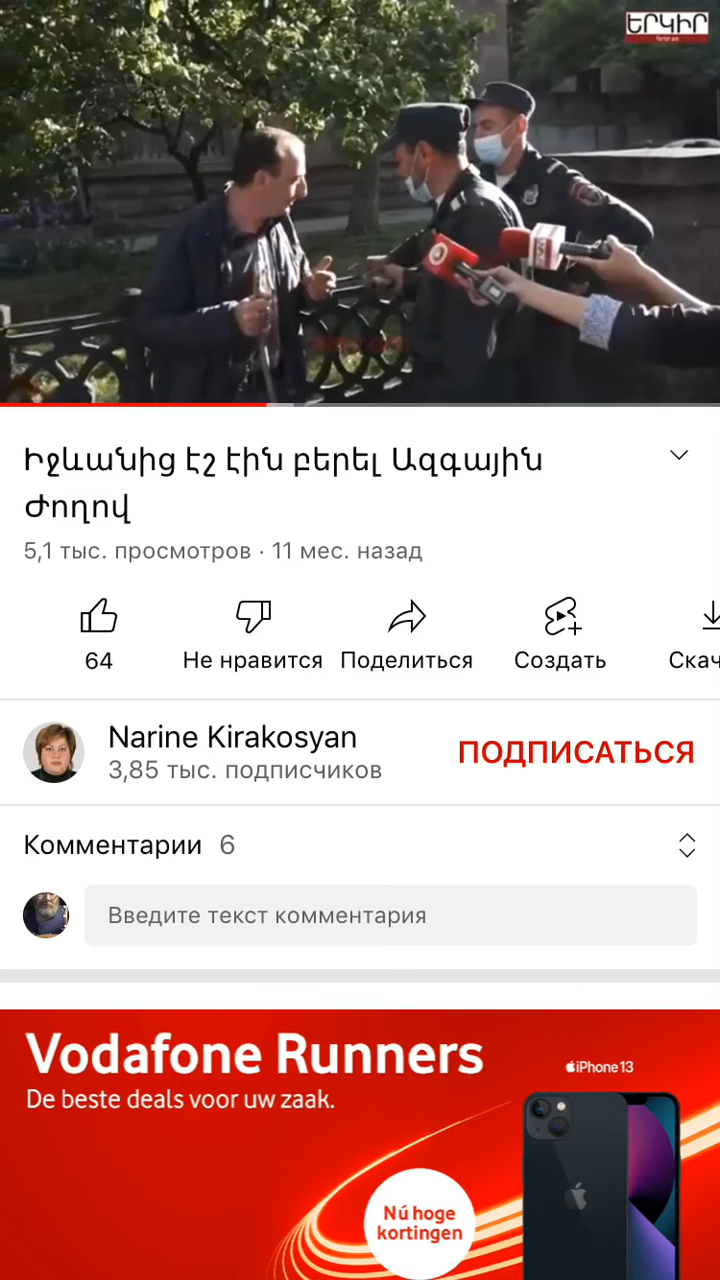 ԵՐԿԻՐ
Իջևանից էշ էին բերել Ազգային
Ժողով
5,1 тыс. просмотров · 11 мес. назад
64 Не нравится Поделиться Создать Скач
Narine Kirakosyan
3,85 тыс. подписчиков
ПОДПИСАТЬСЯ
Комментарии 6
Введите текст комментария
Vodafone Runners
De beste deals voor uw zaak.
iPhone 13
Nú hoge
kortingen